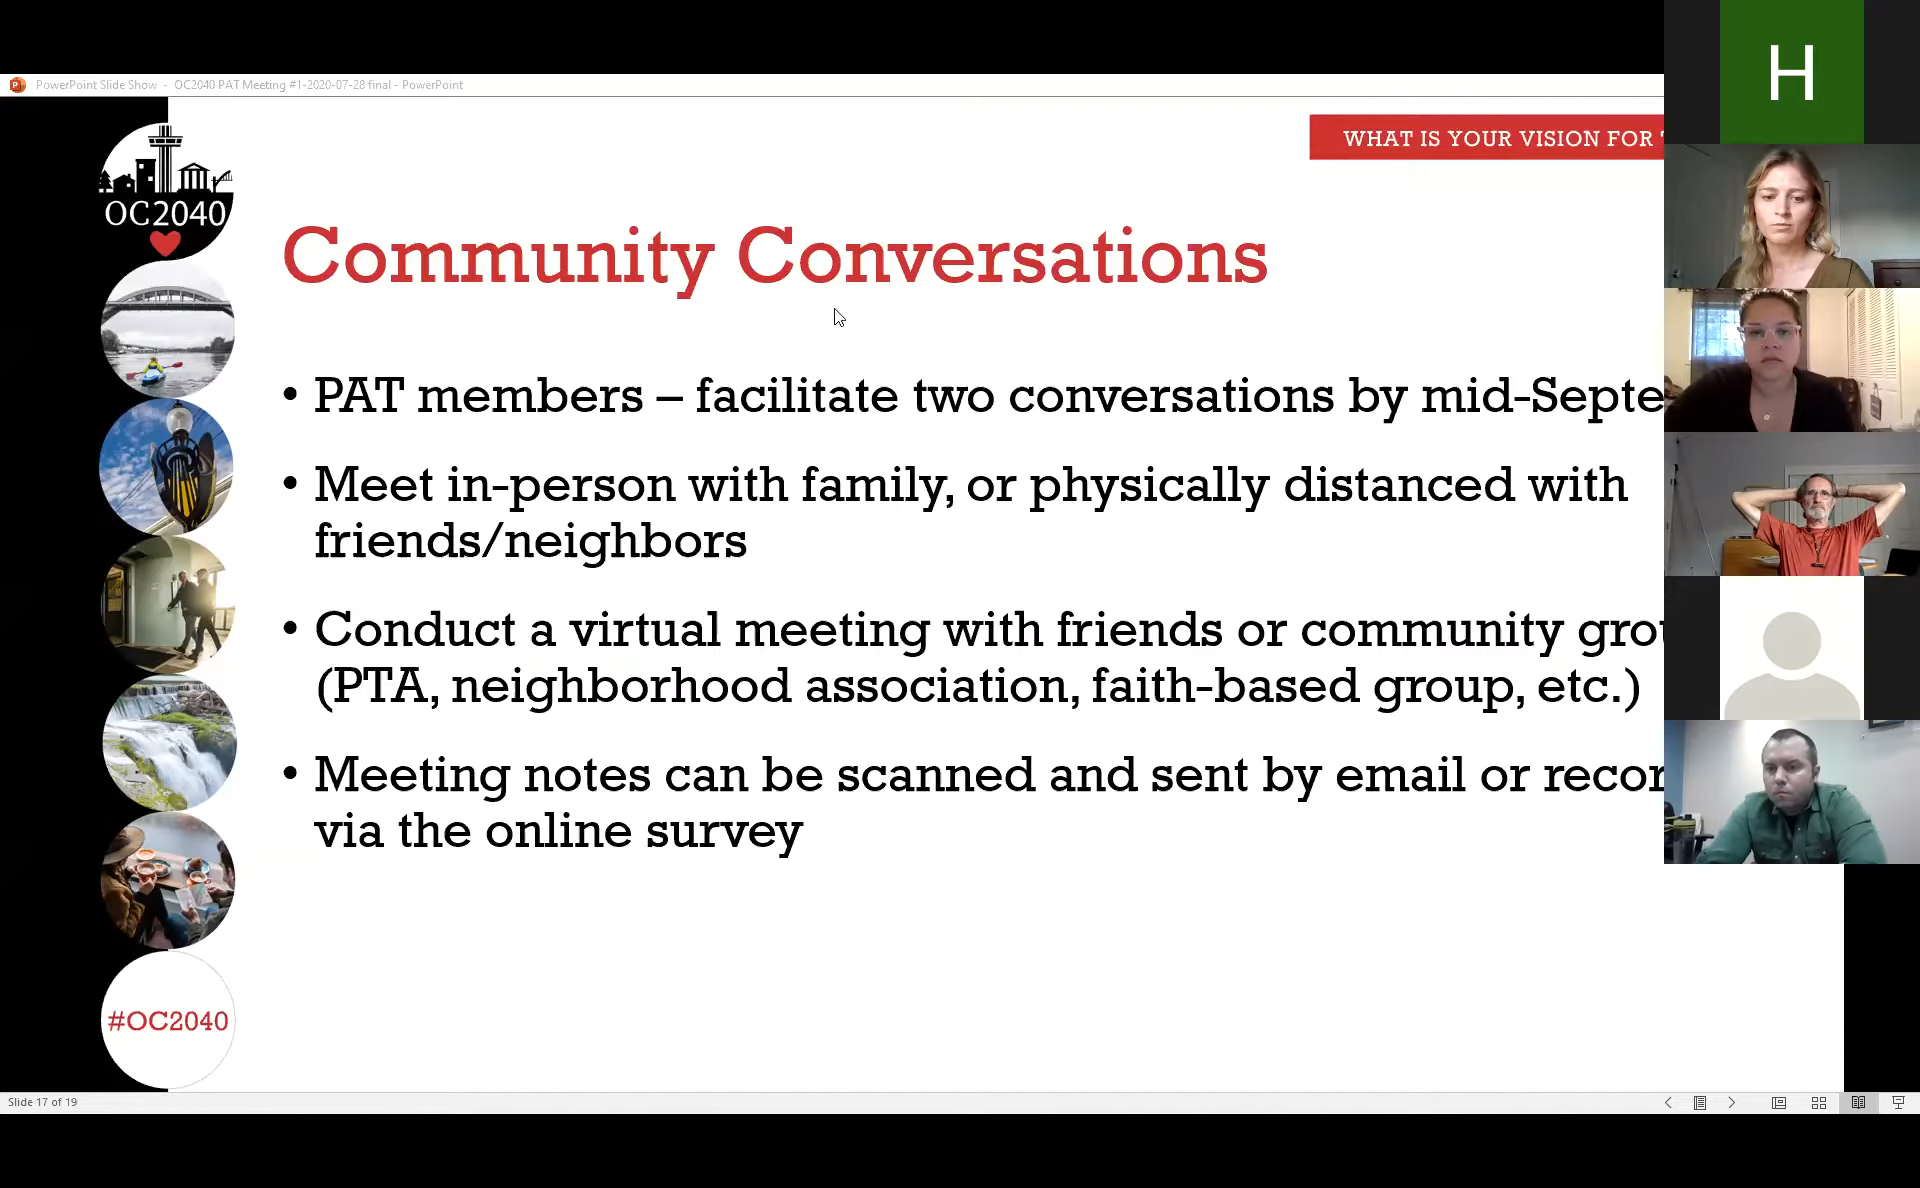 PowerPoint Slide Show - OC2040 PAT Meeting #1-2020-07-28 final - PowerPoint
H
WHAT IS YOUR VISION FOR
OC2040
Community Conversations
• PAT members – facilitate two conversations by mid-Septe
• Meet in-person with family, or physically distanced with
friends/neighbors
• Conduct a virtual meeting with friends or community grou
(PTA, neighborhood association, faith-based group, etc.)
• Meeting notes can be scanned and sent by email or recor
via the online survey
#OC2040
Slide 17 of 19